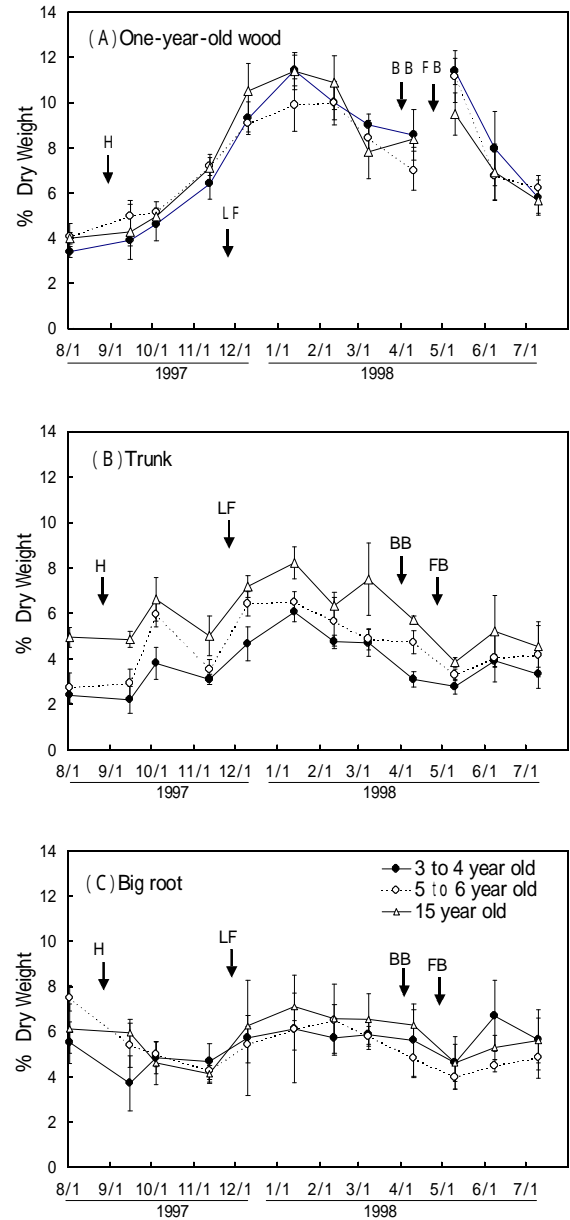 (A) One-year-old wood
14
12
10
8
6
4
2
0
% Dry Weight
H
LF
BB FB
8/1 9/1 10/1 11/1 12/1 1/1 2/1 3/1 4/1 5/1 6/1 7/1
1997 1998
(B) Trunk
14
12
10
8
6
4
2
0
% Dry Weight
H
LF
BB
FB
8/1 9/1 10/1 11/1 12/1 1/1 2/1 3/1 4/1 5/1 6/1 7/1
1997 1998
(C) Big root
3 to 4 year old
5 to 6 year old
15 year old
14
12
10
8
6
4
2
0
% Dry Weight
H
LF
BB
FB
8/1 9/1 10/1 11/1 12/1 1/1 2/1 3/1 4/1 5/1 6/1 7/1
1997 1998